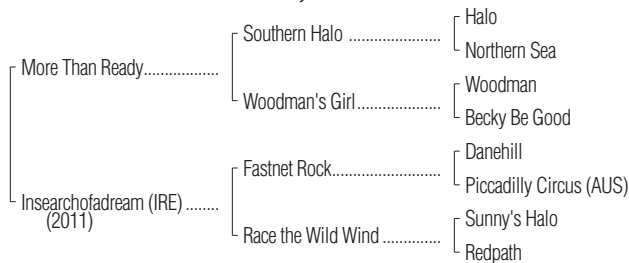 Halo
Southern Halo ......................
Northern Sea
More Than Ready..................
Woodman
Woodman's Girl....................
Becky Be Good
Danehill
Fastnet Rock..........................
Piccadilly Circus (AUS)
Insearchofadream (IRE) ........
(2011)
Sunny's Halo
Race the Wild Wind ..............
Redpath